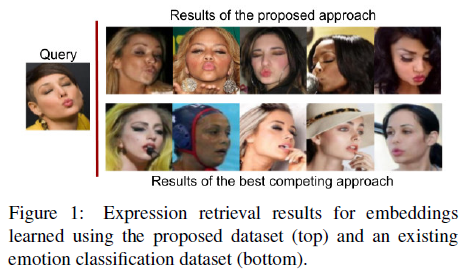 Results of the proposed approach
Query
Results of the best competing approach
Figure 1: Expression retrieval results for embeddings
learned using the proposed dataset (top) and an existing
emotion classification dataset (bottom).